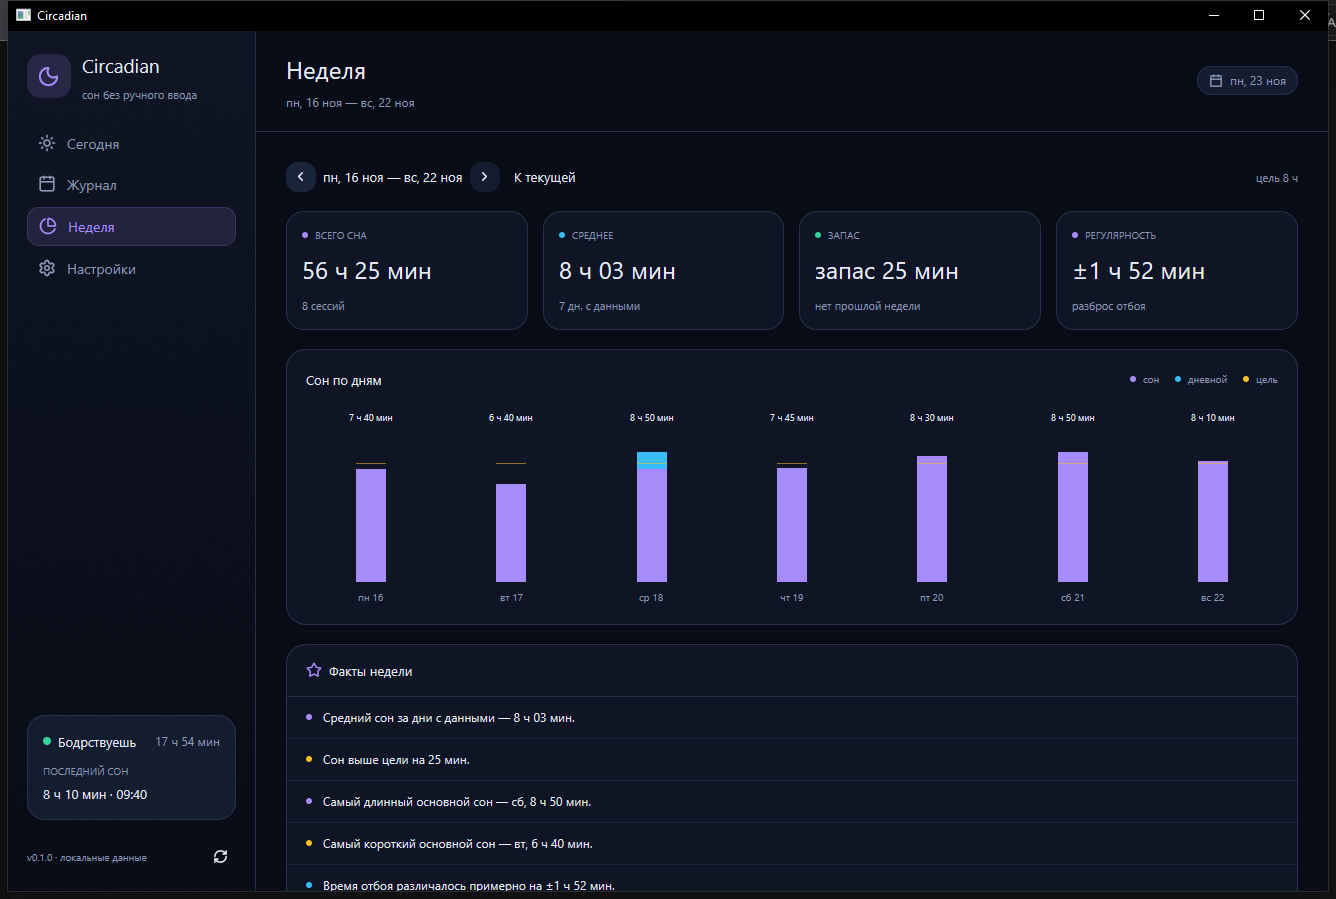 Circadian
Circadian
сон без ручного ввода
Сегодня
Журнал
Неделя
Настройки
Бодрствуешь 17 ч 54 мин
ПОСЛЕДНИЙ СОН
8 ч 10 мин · 09:40
v0.1.0 · локальные данные
Неделя
пн, 16 ноя — вс, 22 ноя
пн, 23 ноя
пн, 16 ноя — вс, 22 ноя К текущей цель 8 ч
ВСЕГО СНА
56 ч 25 мин
8 сессий
СРЕДНЕЕ
8 ч 03 мин
7 дн. с данными
ЗАПАС
запас 25 мин
нет прошлой недели
РЕГУЛЯРНОСТЬ
±1 ч 52 мин
разброс отбоя
Сон по дням сон дневной цель
7 ч 40 мин 6 ч 40 мин 8 ч 50 мин 7 ч 45 мин 8 ч 30 мин 8 ч 50 мин 8 ч 10 мин
пн 16 вт 17 ср 18 чт 19 пт 20 сб 21 вс 22
Факты недели
Средний сон за дни с данными — 8 ч 03 мин.
Сон выше цели на 25 мин.
Самый длинный основной сон — сб, 8 ч 50 мин.
Самый короткий основной сон — вт, 6 ч 40 мин.
Время отбоя различалось примерно на ±1 ч 52 мин.